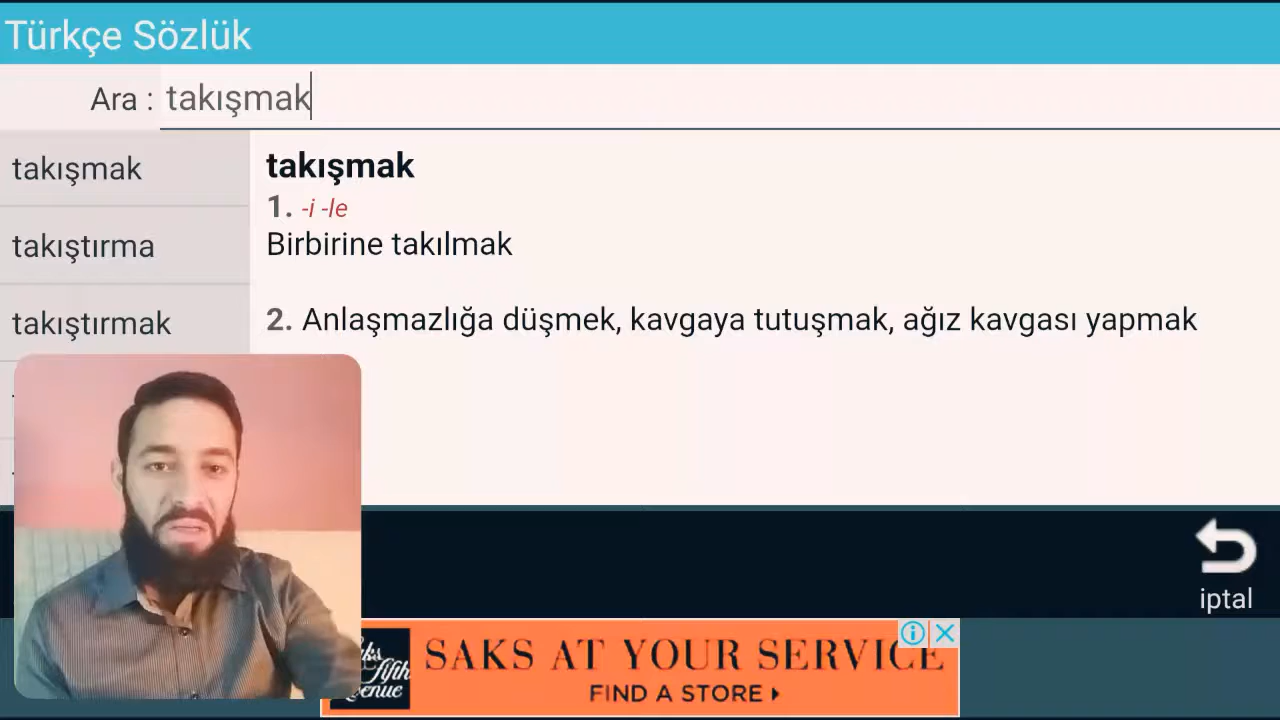 Türkçe Sözlük
Ara : takışmak
takışmak
takıştırma
takıştırmak
takışmak
1. -i -le
Birbirine takılmak
2. Anlaşmazlığa düşmek, kavgaya tutuşmak, ağız kavgası yapmak
iptal
SAKS AT YOUR SERVICE
FIND A STORE